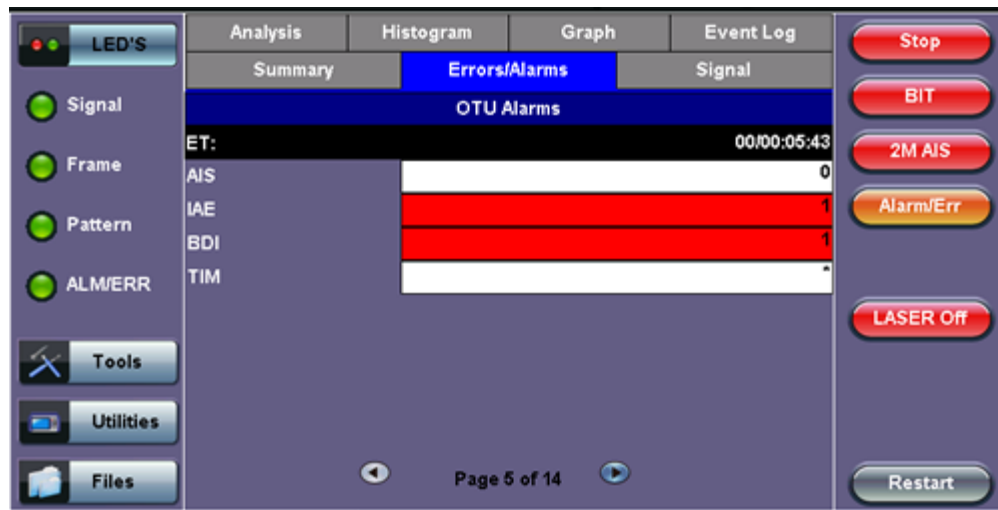 LED'S
Signal
Frame
Pattern
ALM/ERR
Tools
Utilities
Files
Analysis Histogram Graph Event Log
Summary Errors/Alarms Signal
OTU Alarms
ET: 00/00:05:43
AIS 0
IAE 1
BDI 1
TIM *
Page 5 of 14
Stop
BIT
2M AIS
Alarm/Err
LASER Off
Restart